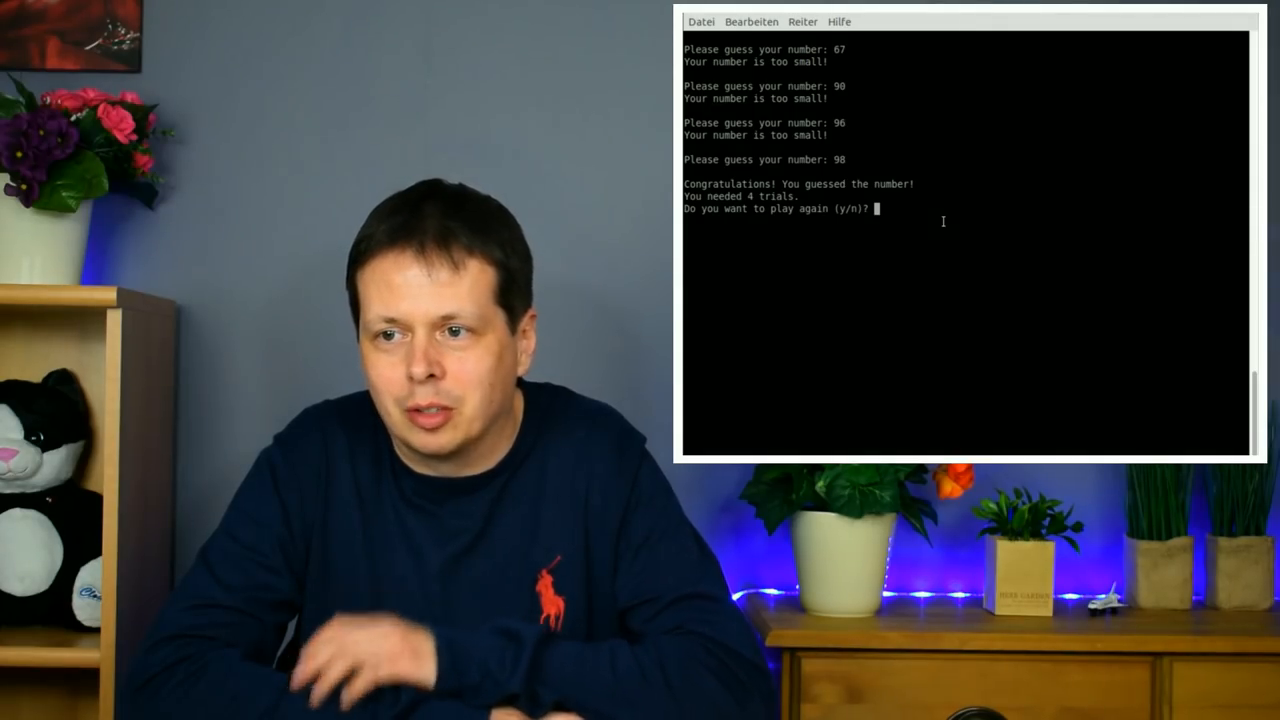 Datei Bearbeiten Reiter Hilfe
Please guess your number: 67
Your number is too small!
Please guess your number: 90
Your number is too small!
Please guess your number: 96
Your number is too small!
Please guess your number: 98
Congratulations! You guessed the number!
You needed 4 trials.
Do you want to play again (y/n)?
HERB GARDEN